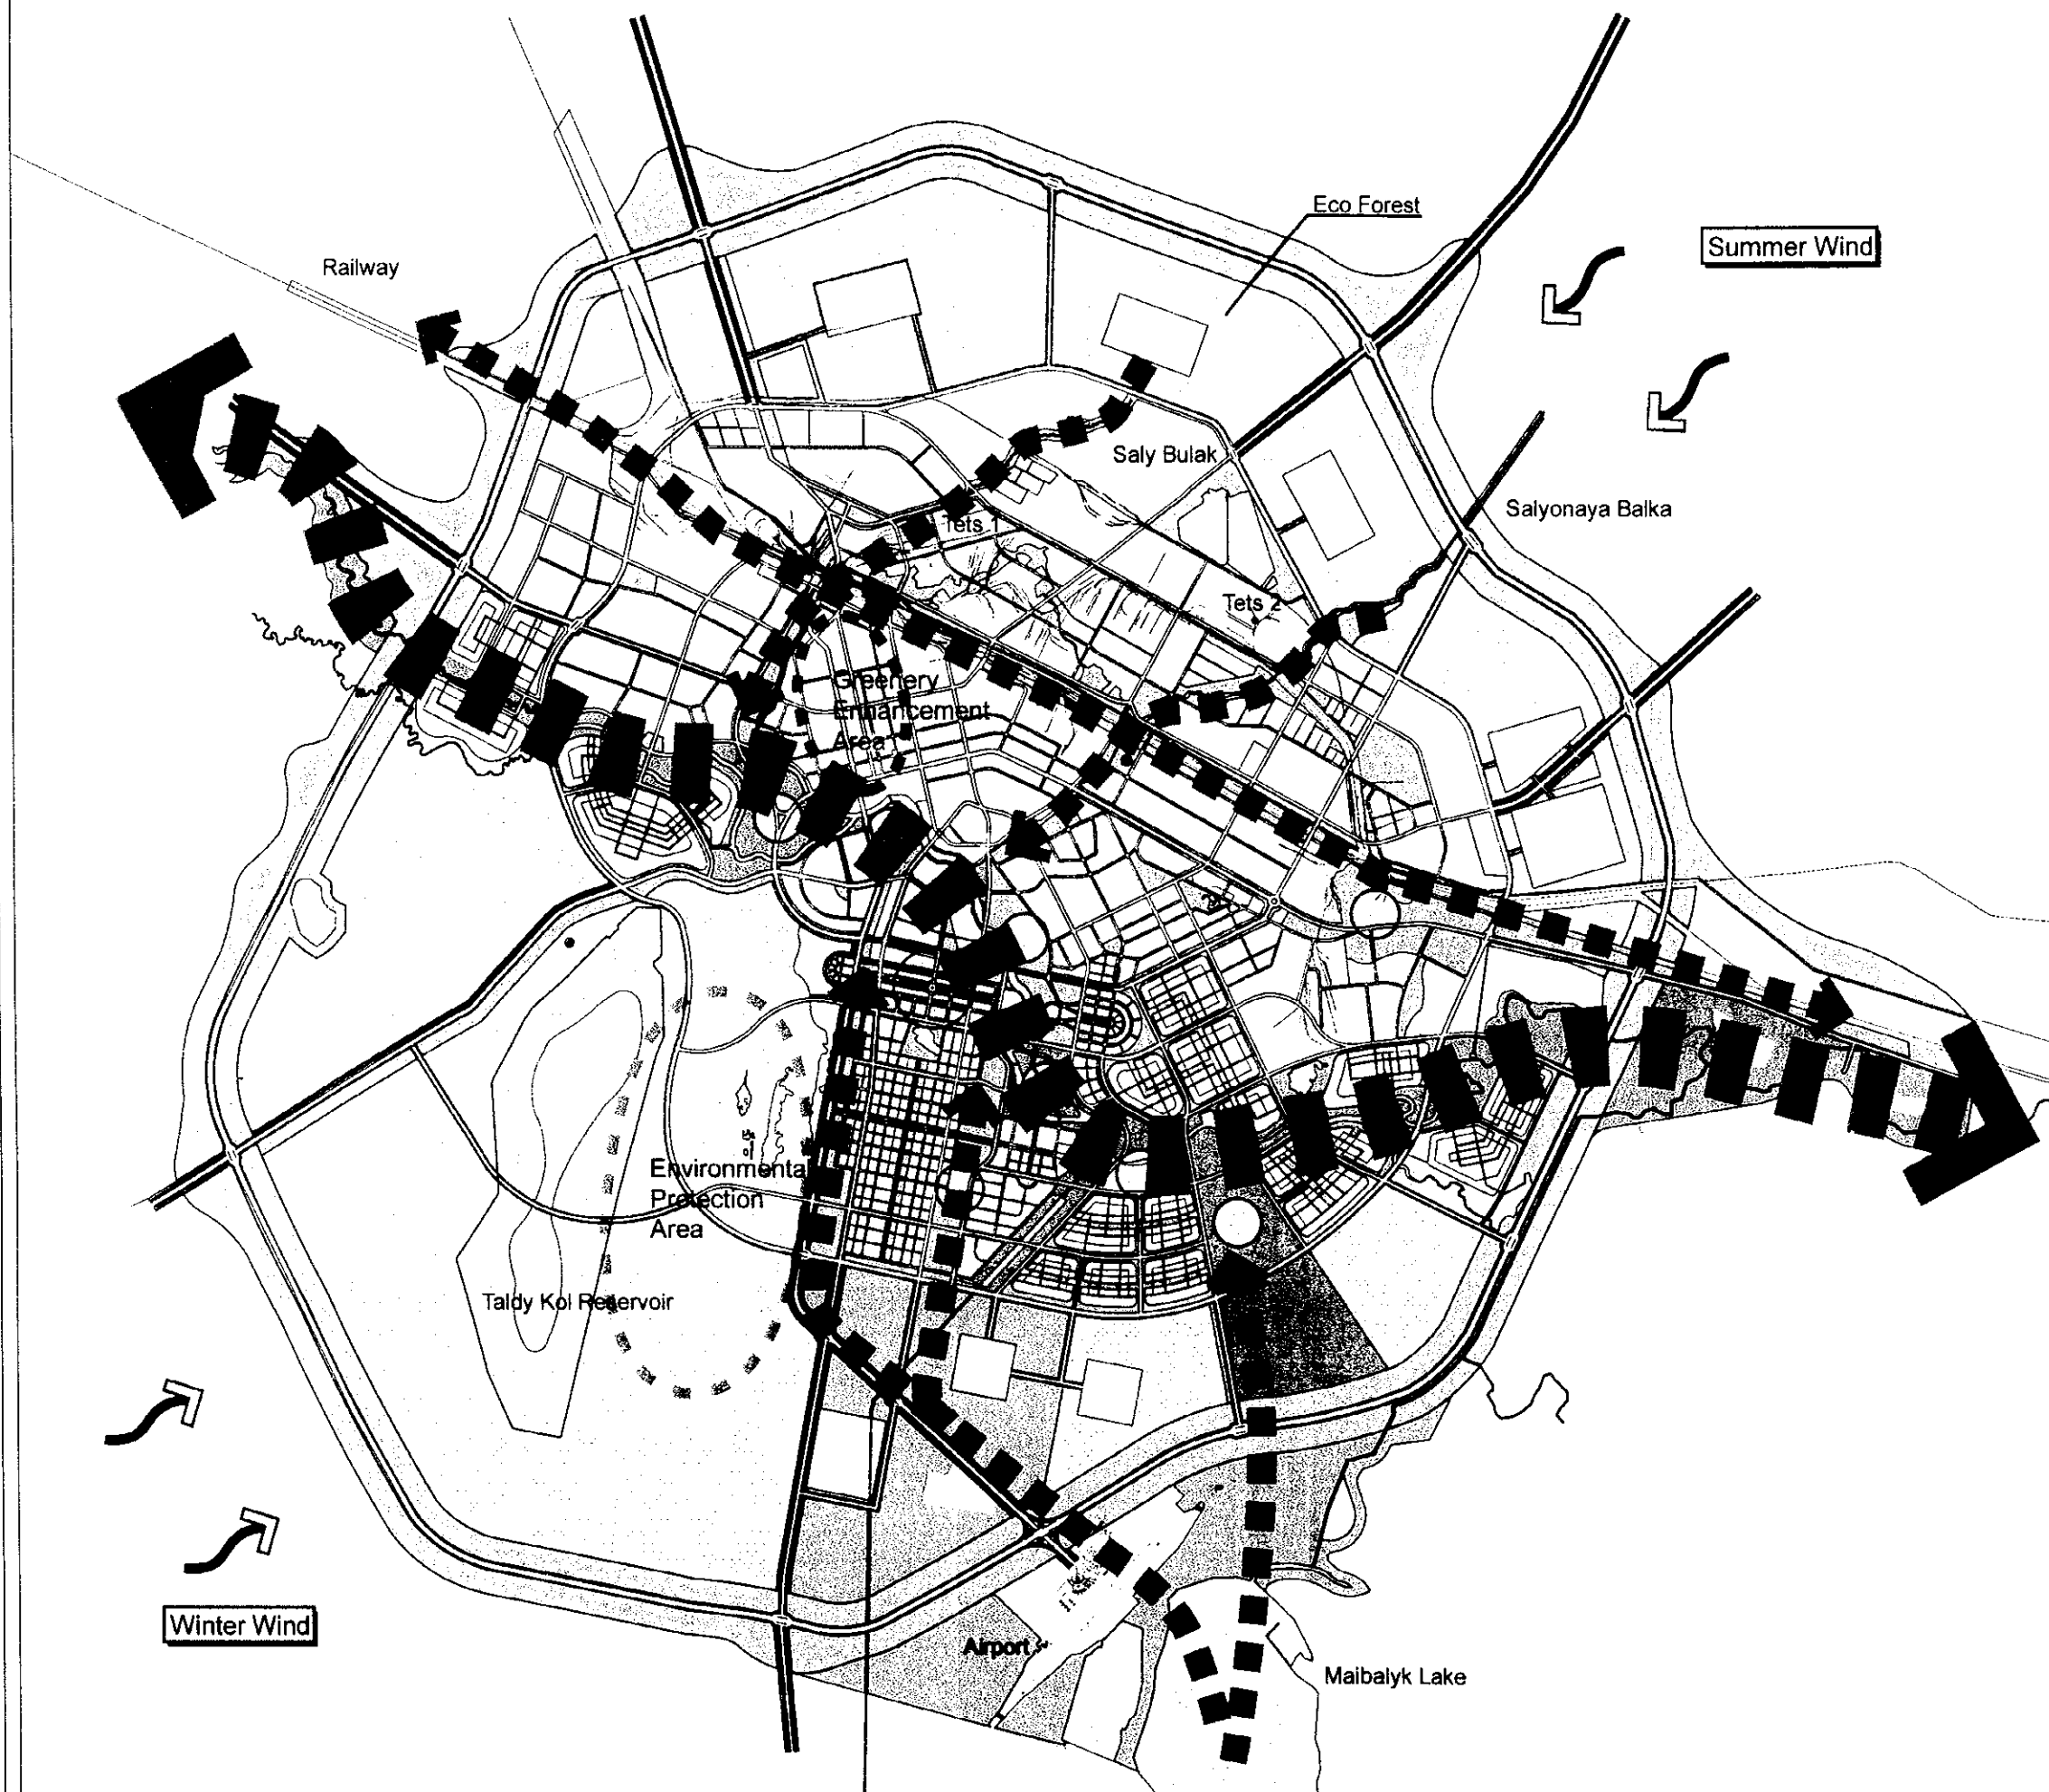 Eco Forest
Summer Wind
Railway
Saly Bulak
Salyonaya Balka
Tets 1
Tets 2
Greenery
Enhancement
Area
Environmental
Protection
Area
Taldy Kol Reservoir
Winter Wind
Airport
Maibalyk Lake